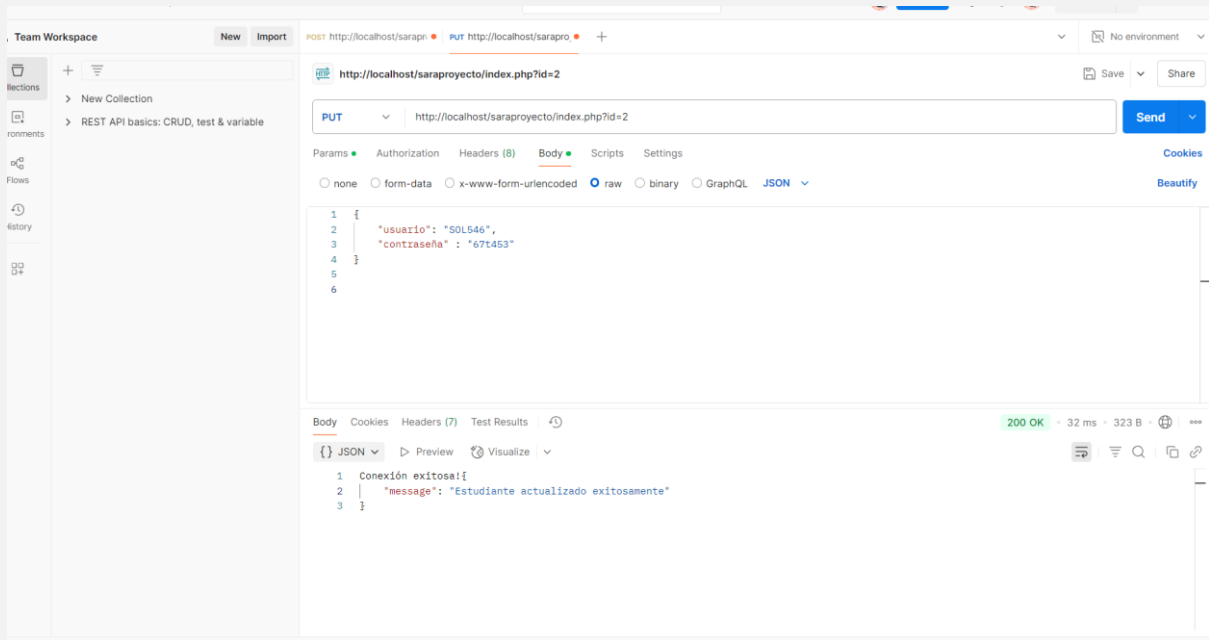 Team Workspace
New
Import
POST http://localhost/sarapr
PUT http://localhost/sarapro
No environment
HTTP
http://localhost/saraproyecto/index.php?id=2
Save
Share
llections
ronments
Flows
History
New Collection
REST API basics: CRUD, test & variable
PUT
http://localhost/saraproyecto/index.php?id=2
Send
Params
Authorization
Headers (8)
Body
Scripts
Settings
Cookies
none
form-data
x-www-form-urlencoded
raw
binary
GraphQL
JSON
Beautify
1 {
2 "usuario": "SOL546",
3 "contraseña" : "67t453"
4 }
5
6
Body
Cookies
Headers (7)
Test Results
200 OK
32 ms
323 B
{} JSON
Preview
Visualize
1 Conexión exitosa!{
2 "message": "Estudiante actualizado exitosamente"
3 }